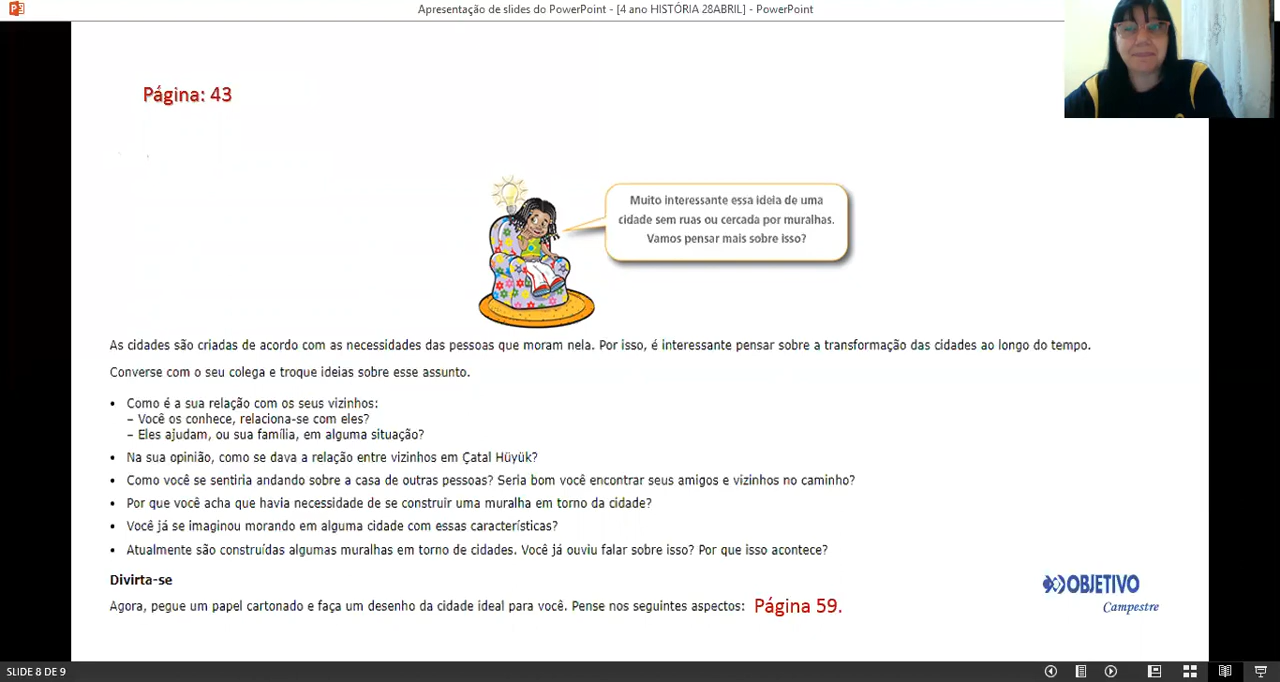 Apresentação de slides do PowerPoint - [4 ano HISTÓRIA 28ABRIL] - PowerPoint
Página: 43
Muito interessante essa ideia de uma
cidade sem ruas ou cercada por muralhas.
Vamos pensar mais sobre isso?
As cidades são criadas de acordo com as necessidades das pessoas que moram nela. Por isso, é interessante pensar sobre a transformação das cidades ao longo do tempo.
Converse com o seu colega e troque ideias sobre esse assunto.
• Como é a sua relação com os seus vizinhos:
– Você os conhece, relaciona-se com eles?
– Eles ajudam, ou sua família, em alguma situação?
• Na sua opinião, como se dava a relação entre vizinhos em Çatal Hüyük?
• Como você se sentiria andando sobre a casa de outras pessoas? Seria bom você encontrar seus amigos e vizinhos no caminho?
• Por que você acha que havia necessidade de se construir uma muralha em torno da cidade?
• Você já se imaginou morando em alguma cidade com essas características?
• Atualmente são construídas algumas muralhas em torno de cidades. Você já ouviu falar sobre isso? Por que isso acontece?
Divirta-se
Agora, pegue um papel cartonado e faça um desenho da cidade ideal para você. Pense nos seguintes aspectos: Página 59.
OBJETIVO
Campestre
SLIDE 8 DE 9